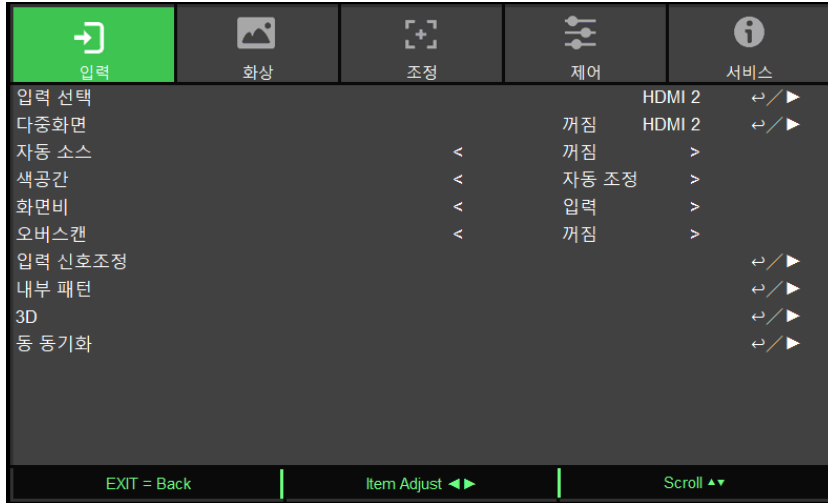 입력 화상 조정 제어 서비스
입력 선택 HDMI 2 ↩/▶
다중화면 꺼짐 HDMI 2 ↩/▶
자동 소스 < 꺼짐 >
색공간 < 자동 조정 >
화면비 < 입력 >
오버스캔 < 꺼짐 >
입력 신호조정 ↩/▶
내부 패턴 ↩/▶
3D ↩/▶
동 동기화 ↩/▶
EXIT = Back Item Adjust ◀▶ Scroll ▲▼